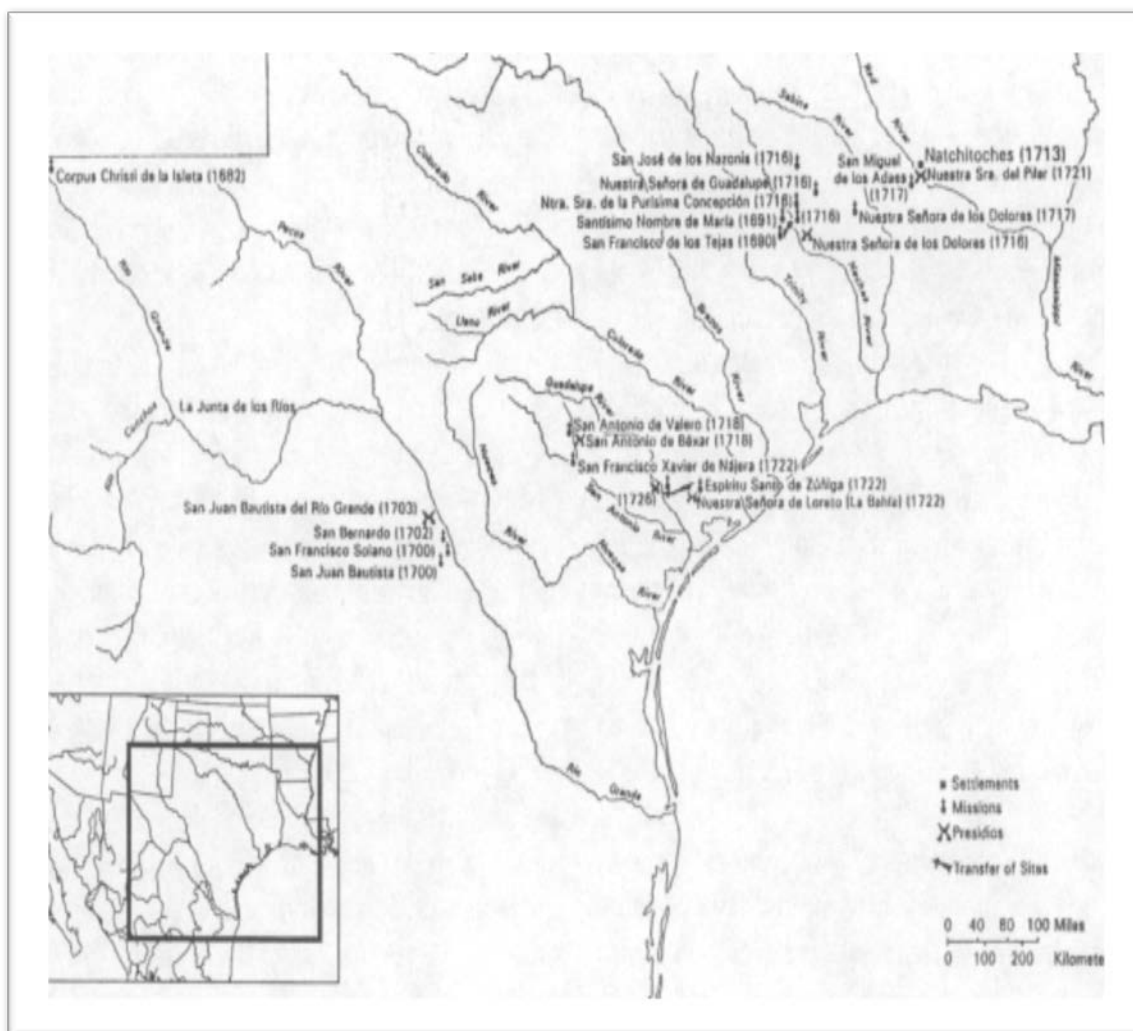 Corpus Christi de la Isleta (1682)
Rio
Grande
Conchos
Rio
La Junta de los Ríos
Pecos
River
Colorado
River
San Saba River
Llano River
Colorado
River
Brazos
River
Trinity
River
Sabine
River
Red
River
Neches
River
Mississippi
River
San José de los Nazonis (1716)
Nuestra Señora de Guadalupe (1716)
Ntra. Sra. de la Purísima Concepción (1716)
Santísimo Nombre de María (1691)
(1716)
San Francisco de los Tejas (1690)
San Miguel
de los Adaes
(1717)
Natchitoches (1713)
Nuestra Sra. del Pilar (1721)
Nuestra Señora de los Dolores (1717)
Nuestra Señora de los Dolores (1716)
Guadalupe
River
San Antonio de Valero (1718)
San Antonio de Béxar (1718)
San Francisco Xavier de Nájera (1722)
Espíritu Santo de Zúñiga (1722)
(1726)
Nuestra Señora de Loreto (La Bahía) (1722)
San
Antonio
River
Nueces
River
Nueces
River
San Juan Bautista del Río Grande (1703)
San Bernardo (1702)
San Francisco Solano (1700)
San Juan Bautista (1700)
Rio
Grande
Settlements
Missions
Presidios
Transfer of Sites
0 40 80 100 Miles
0 100 200 Kilomete